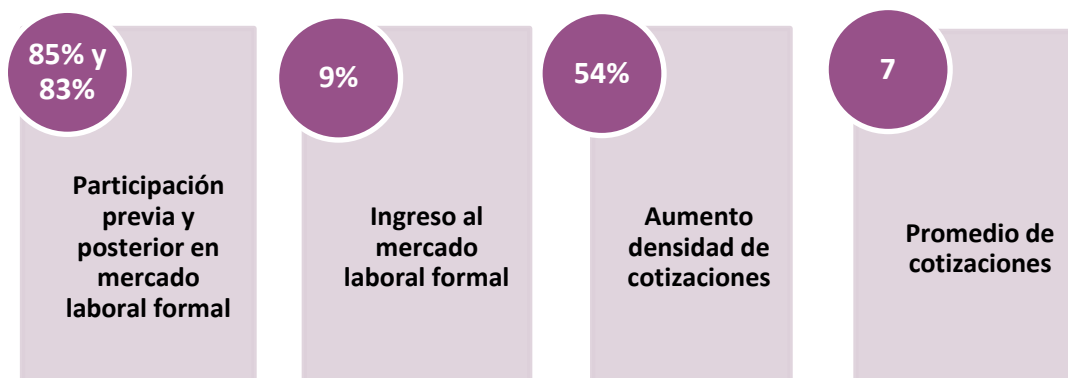 85% y
83%
Participación
previa y
posterior en
mercado
laboral formal
9%
Ingreso al
mercado
laboral formal
54%
Aumento
densidad de
cotizaciones
7
Promedio de
cotizaciones